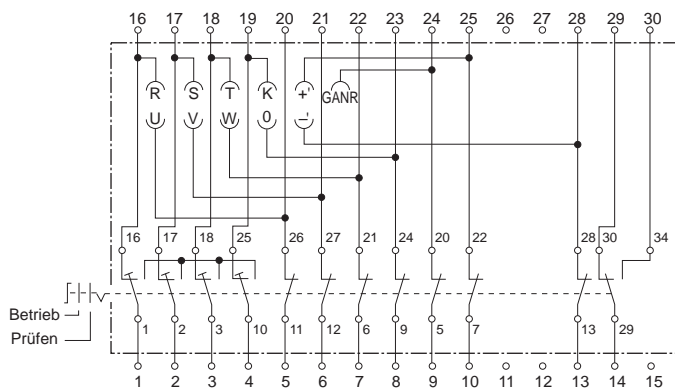 16 17 18 19 20 21 22 23 24 25 26 27 28 29 30
R S T K +' GANR
U V W 0 –'
16 17 18 25 26 27 21 24 20 22 28 30 34
Betrieb
1 2 3 10 11 12 6 9 5 7 13 29
Prüfen
1 2 3 4 5 6 7 8 9 10 11 12 13 14 15